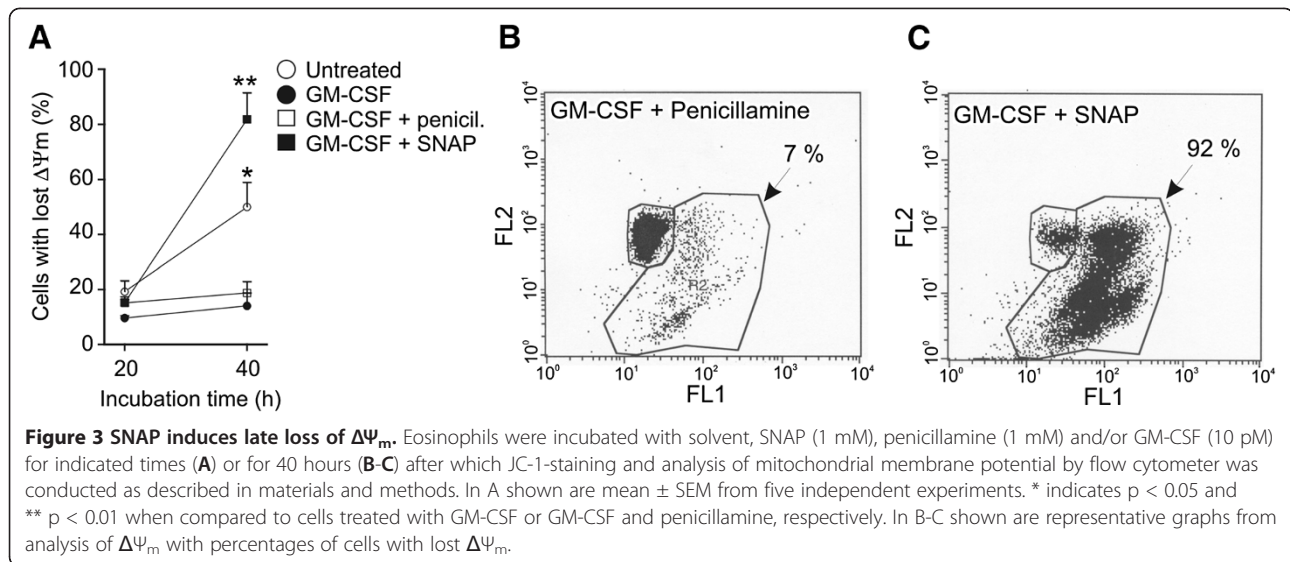 A
Cells with lost ΔΨm (%)
100
80
60
40
20
0
**
*
20 40
Incubation time (h)
Untreated
GM-CSF
GM-CSF + penicil.
GM-CSF + SNAP
B
GM-CSF + Penicillamine
7 %
R2
FL2
10⁴
10³
10²
10¹
10⁰
10⁰ 10¹ 10² 10³ 10⁴
FL1
C
GM-CSF + SNAP
92 %
FL2
10⁴
10³
10²
10¹
10⁰
10⁰ 10¹ 10² 10³ 10⁴
FL1
Figure 3 SNAP induces late loss of ΔΨm. Eosinophils were incubated with solvent, SNAP (1 mM), penicillamine (1 mM) and/or GM-CSF (10 pM)
for indicated times (A) or for 40 hours (B-C) after which JC-1-staining and analysis of mitochondrial membrane potential by flow cytometer was
conducted as described in materials and methods. In A shown are mean ± SEM from five independent experiments. * indicates p < 0.05 and
** p < 0.01 when compared to cells treated with GM-CSF or GM-CSF and penicillamine, respectively. In B-C shown are representative graphs from
analysis of ΔΨm with percentages of cells with lost ΔΨm.